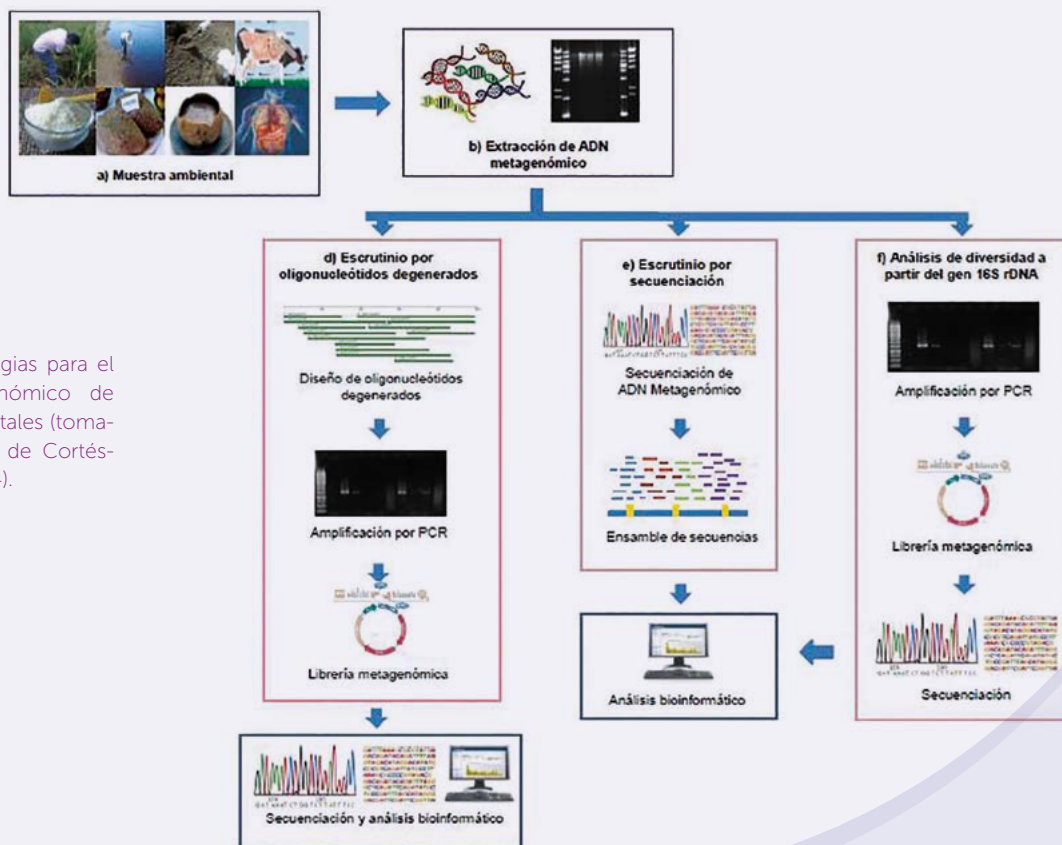 a) Muestra ambiental
b) Extracción de ADN
metagenómico
d) Escrutinio por
oligonucleótidos degenerados
Diseño de oligonucleótidos
degenerados
Amplificación por PCR
Librería metagenómica
Secuenciación y análisis bioinformático
e) Escrutinio por
secuenciación
Secuenciación de
ADN Metagenómico
Ensamble de secuencias
Análisis bioinformático
f) Análisis de diversidad a
partir del gen 16S rDNA
Amplificación por PCR
Librería metagenómica
Secuenciación
gias para el
nómico de
tales (toma-
de Cortés-
).